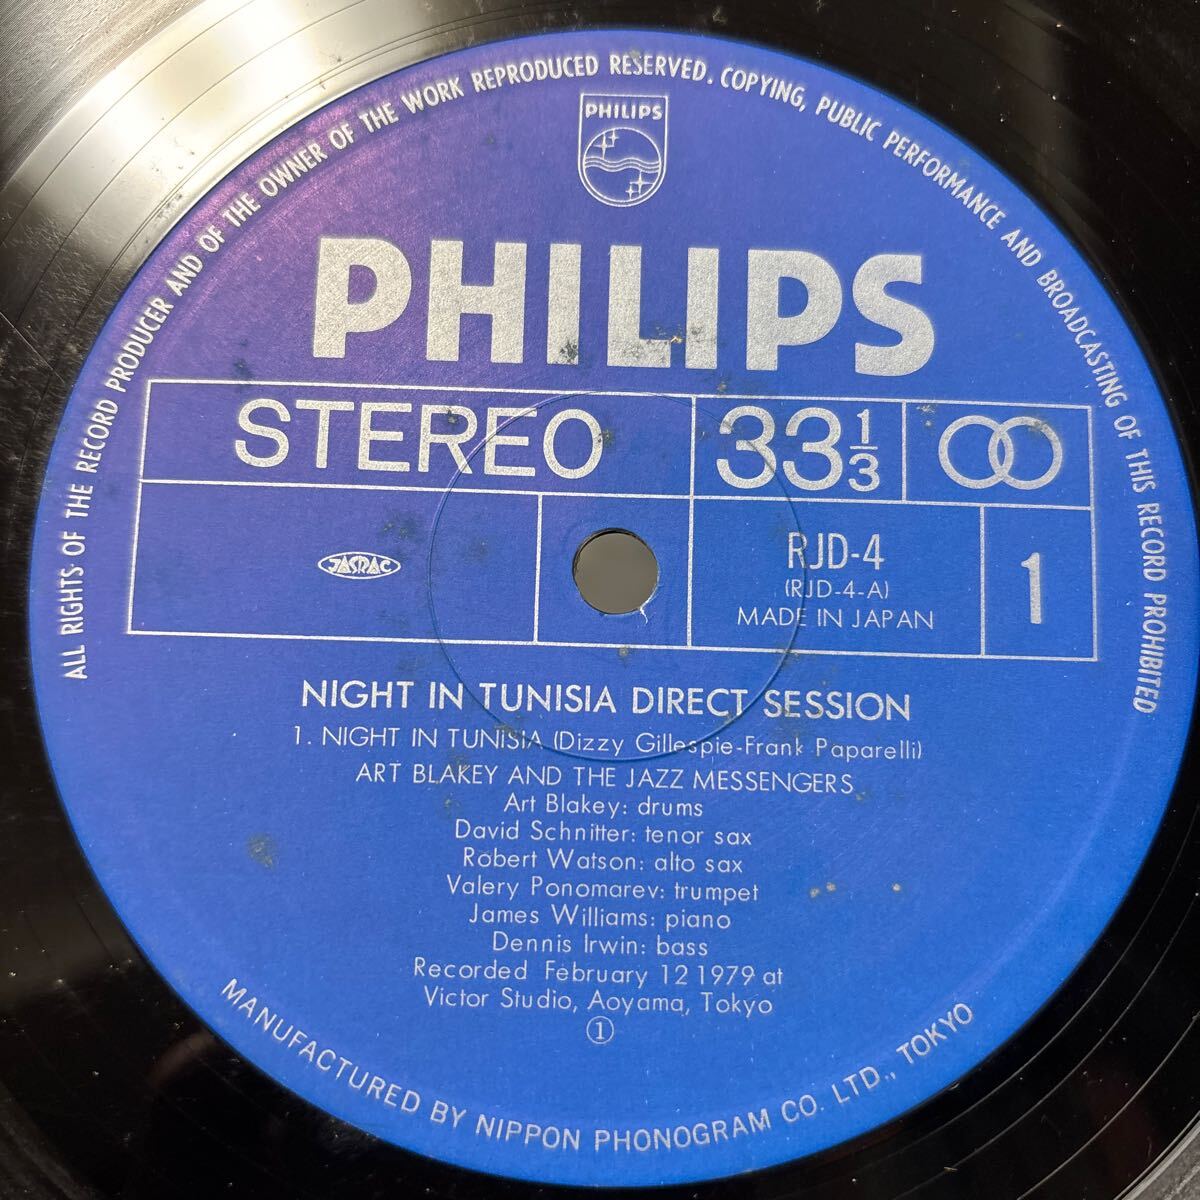 ALL RIGHTS OF THE RECORD PRODUCER AND OF THE OWNER OF THE WORK REPRODUCED RESERVED. COPYING, PUBLIC PERFORMANCE AND BROADCASTING OF THIS RECORD PROHIBITED
PHILIPS
PHILIPS
STEREO
33 1/3
JASRAC
RJD-4
(RJD-4-A)
MADE IN JAPAN
1
NIGHT IN TUNISIA DIRECT SESSION
1. NIGHT IN TUNISIA (Dizzy Gillespie-Frank Paparelli)
ART BLAKEY AND THE JAZZ MESSENGERS
Art Blakey: drums
David Schnitter: tenor sax
Robert Watson: alto sax
Valery Ponomarev: trumpet
James Williams: piano
Dennis Irwin: bass
Recorded February 12 1979 at
Victor Studio, Aoyama, Tokyo
①
MANUFACTURED BY NIPPON PHONOGRAM CO. LTD., TOKYO